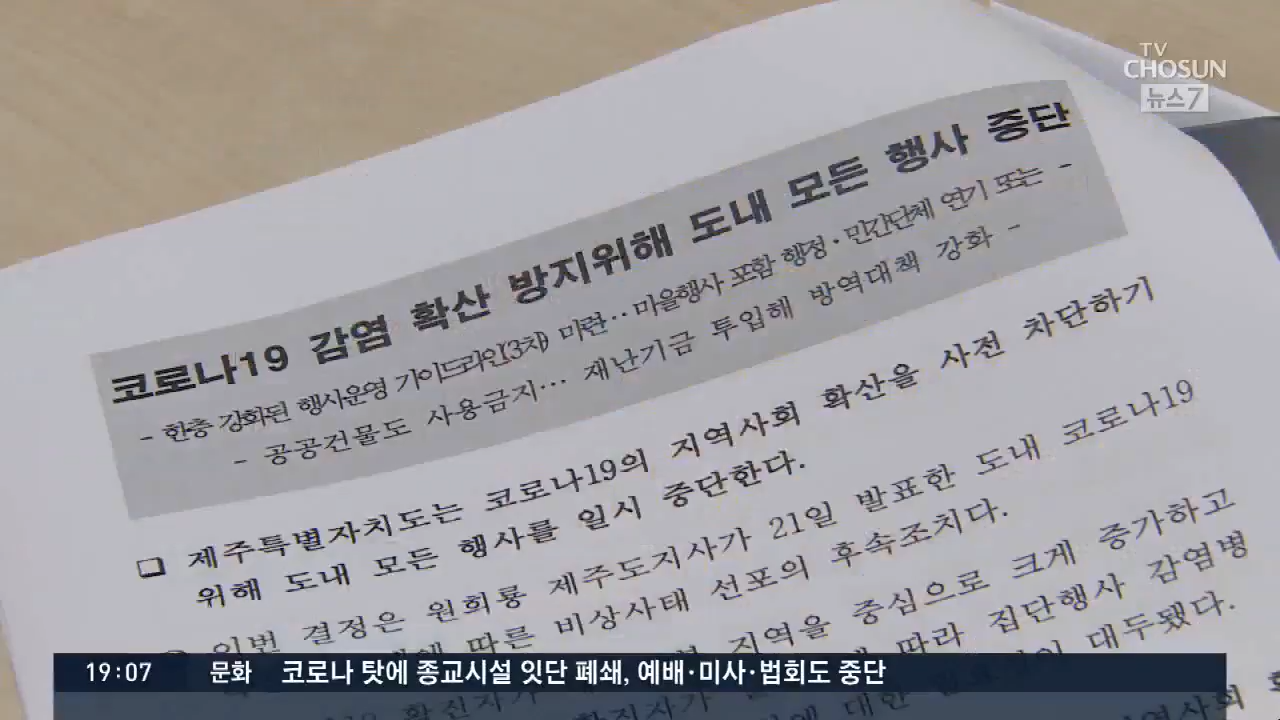 TV
CHOSUN
뉴스7
코로나19 감염 확산 방지위해 도내 모든 행사 중단
- 한층 강화된 행사운영 가이드라인(3차) 마련‥ 마을행사 포함 행정·민간단체 연기 또는 -
- 공공건물도 사용금지… 재난기금 투입해 방역대책 강화 -
❑ 제주특별자치도는 코로나19의 지역사회 확산을 사전 차단하기
위해 도내 모든 행사를 일시 중단한다.
이번 결정은 원희룡 제주도지사가 21일 발표한 도내 코로나19
따른 비상사태 선포의 후속조치다.
지역을 중심으로 크게 증가하고
따라 집단행사 감염병
대두됐다.
19:07 문화 코로나 탓에 종교시설 잇단 폐쇄, 예배·미사·법회도 중단